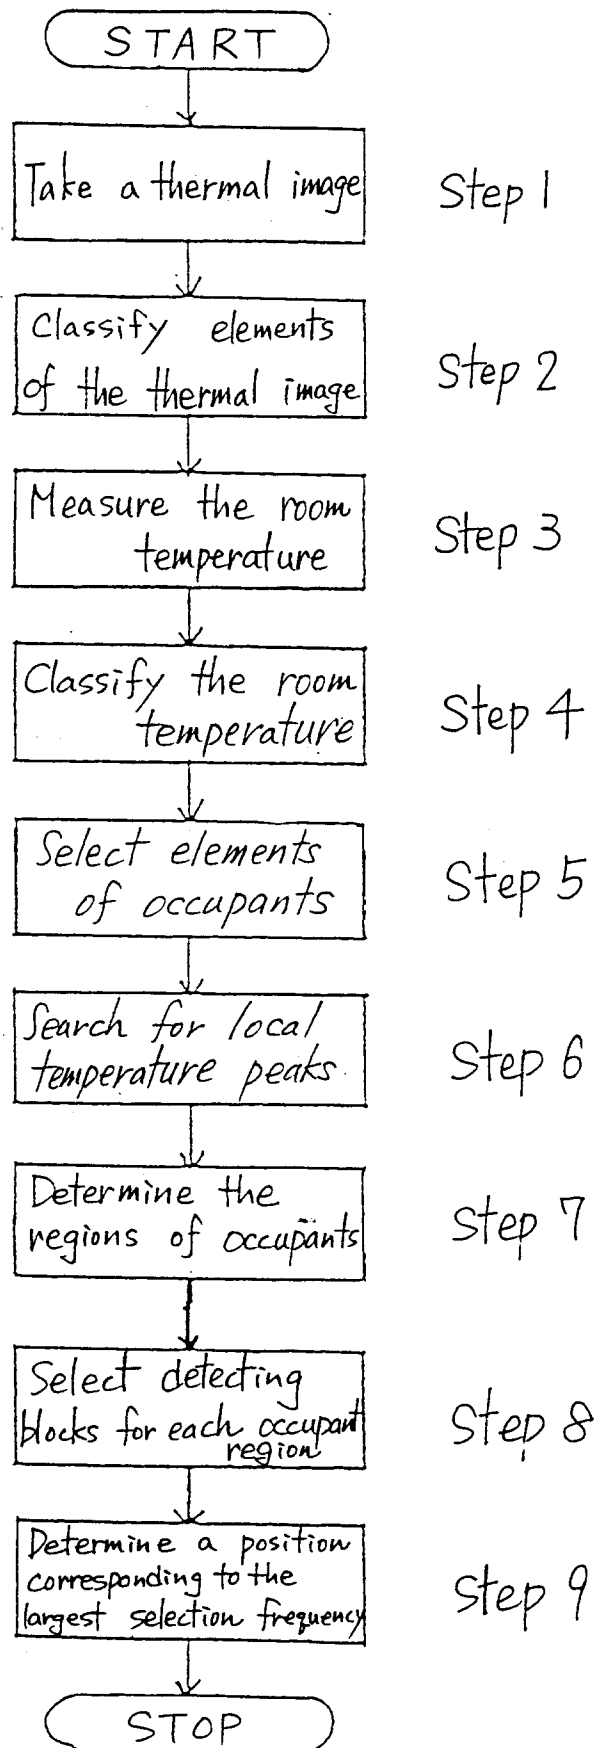 START
Take a thermal image
Step 1
Classify elements
of the thermal image
Step 2
Measure the room
temperature
Step 3
Classify the room
temperature
Step 4
Select elements
of occupants
Step 5
Search for local
temperature peaks
Step 6
Determine the
regions of occupants
Step 7
Select detecting
blocks for each occupant
region
Step 8
Determine a position
corresponding to the
largest selection frequency
Step 9
STOP